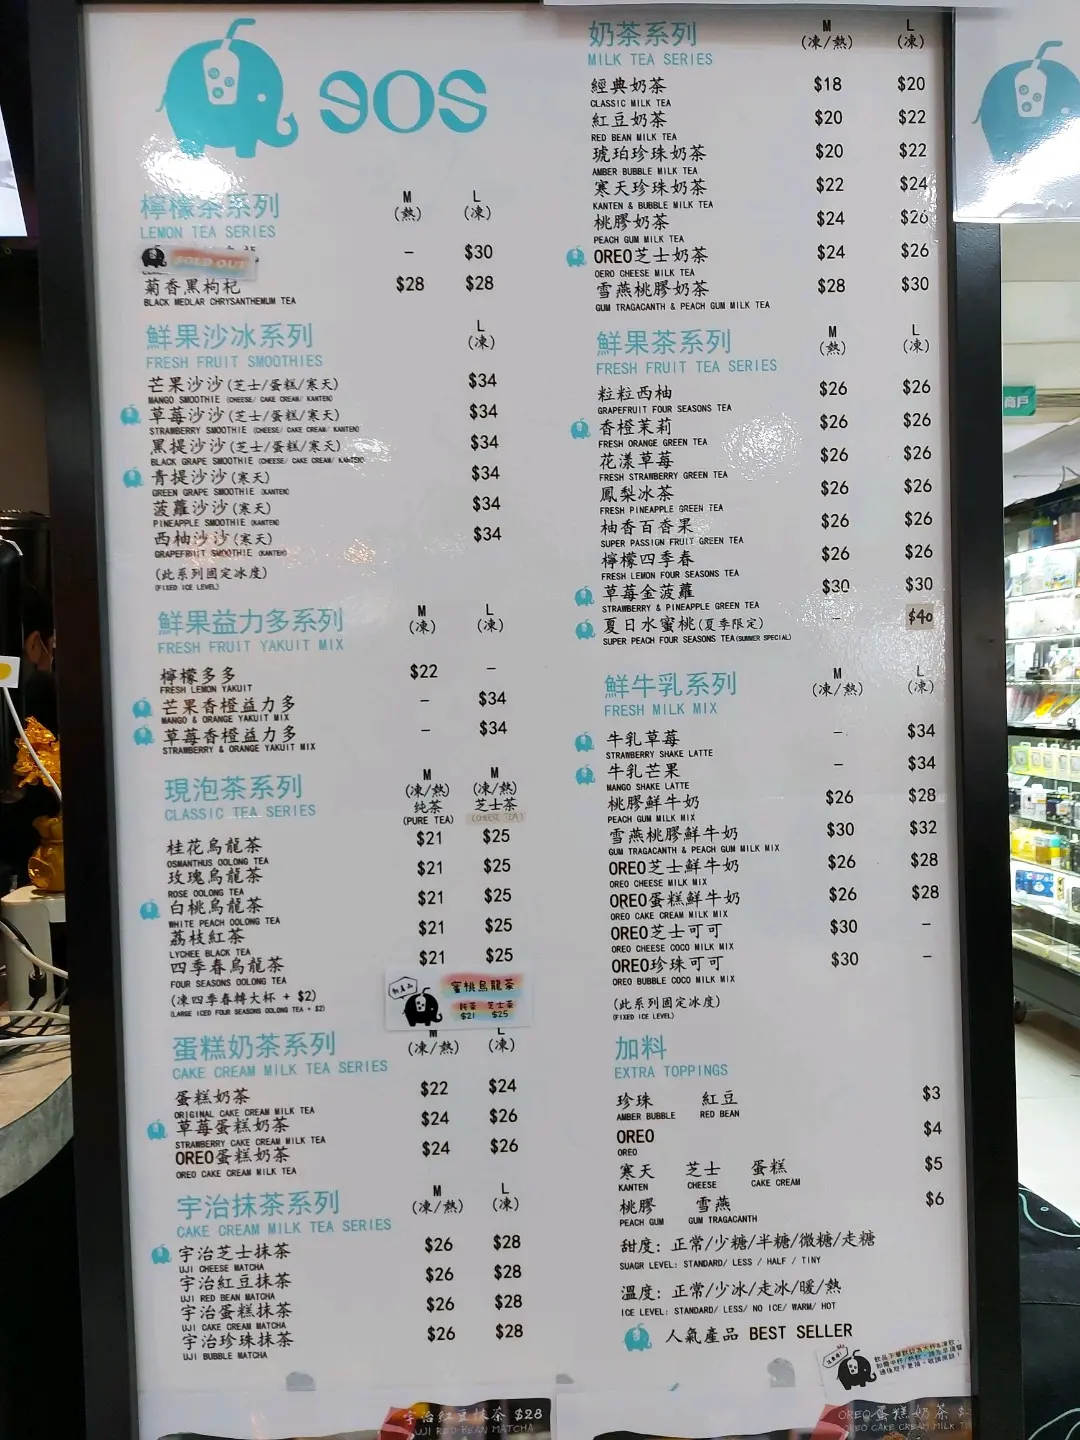 SOS
檸檬茶系列
M
L
LEMON TEA SERIES
(熱)
(凍)
SOLD OUT
– $30
菊香黑枸杞 $28 $28
BLACK MEDLAR CHRYSANTHEMUM TEA
鮮果沙冰系列
L
FRESH FRUIT SMOOTHIES
(凍)
芒果沙沙(芝士/蛋糕/寒天) $34
MANGO SMOOTHIE (CHEESE/ CAKE CREAM/ KANTEN)
草莓沙沙(芝士/蛋糕/寒天) $34
STRAWBERRY SMOOTHIE (CHEESE/ CAKE CREAM/ KANTEN)
黑提沙沙(芝士/蛋糕/寒天) $34
BLACK GRAPE SMOOTHIE (CHEESE/ CAKE CREAM/ KANTEN)
青提沙沙(寒天) $34
GREEN GRAPE SMOOTHIE (KANTEN)
菠蘿沙沙(寒天) $34
PINEAPPLE SMOOTHIE (KANTEN)
西柚沙沙(寒天) $34
GRAPEFRUIT SMOOTHIE (KANTEN)
(此系列固定冰度)
(FIXED ICE LEVEL)
鮮果益力多系列
M
L
FRESH FRUIT YAKUIT MIX
(凍)
(凍)
檸檬多多 $22 –
FRESH LEMON YAKUIT
芒果香橙益力多 – $34
MANGO & ORANGE YAKUIT MIX
草莓香橙益力多 – $34
STRAWBERRY & ORANGE YAKUIT MIX
現泡茶系列
M
M
CLASSIC TEA SERIES
(凍/熱)
(凍/熱)
純茶
芝士茶
(PURE TEA)
(CHEESE TEA)
桂花烏龍茶 $21 $25
OSMANTHUS OOLONG TEA
玫瑰烏龍茶 $21 $25
ROSE OOLONG TEA
白桃烏龍茶 $21 $25
WHITE PEACH OOLONG TEA
荔枝紅茶 $21 $25
LYCHEE BLACK TEA
四季春烏龍茶 $21 $25
FOUR SEASONS OOLONG TEA
(凍四季春轉大杯 + $2)
(LARGE ICED FOUR SEASONS OOLONG TEA + $2)
蜜桃烏龍茶
純茶 芝士茶
$21 $25
蛋糕奶茶系列
M
L
CAKE CREAM MILK TEA SERIES
(凍/熱)
(凍)
蛋糕奶茶 $22 $24
ORIGINAL CAKE CREAM MILK TEA
草莓蛋糕奶茶 $24 $26
STRAWBERRY CAKE CREAM MILK TEA
OREO蛋糕奶茶 $24 $26
OREO CAKE CREAM MILK TEA
宇治抹茶系列
M
L
CAKE CREAM MILK TEA SERIES
(凍/熱)
(凍)
宇治芝士抹茶 $26 $28
UJI CHEESE MATCHA
宇治紅豆抹茶 $26 $28
UJI RED BEAN MATCHA
宇治蛋糕抹茶 $26 $28
UJI CAKE CREAM MATCHA
宇治珍珠抹茶 $26 $28
UJI BUBBLE MATCHA
奶茶系列
M
L
MILK TEA SERIES
(凍/熱)
(凍)
經典奶茶 $18 $20
CLASSIC MILK TEA
紅豆奶茶 $20 $22
RED BEAN MILK TEA
琥珀珍珠奶茶 $20 $22
AMBER BUBBLE MILK TEA
寒天珍珠奶茶 $22 $24
KANTEN & BUBBLE MILK TEA
桃膠奶茶 $24 $26
PEACH GUM MILK TEA
OREO芝士奶茶 $24 $26
OERO CHEESE MILK TEA
雪燕桃膠奶茶 $28 $30
GUM TRAGACANTH & PEACH GUM MILK TEA
鮮果茶系列
M
L
FRESH FRUIT TEA SERIES
(熱)
(凍)
粒粒西柚 $26 $26
GRAPEFRUIT FOUR SEASONS TEA
香橙茉莉 $26 $26
FRESH ORANGE GREEN TEA
花漾草莓 $26 $26
FRESH STRAWBERRY GREEN TEA
鳳梨冰茶 $26 $26
FRESH PINEAPPLE GREEN TEA
柚香百香果 $26 $26
SUPER PASSION FRUIT GREEN TEA
檸檬四季春 $26 $26
FRESH LEMON FOUR SEASONS TEA
草莓金菠蘿 $30 $30
STRAWBERRY & PINEAPPLE GREEN TEA
夏日水蜜桃(夏季限定) – $40
SUPER PEACH FOUR SEASONS TEA(SUMMER SPECIAL)
鮮牛乳系列
M
L
FRESH MILK MIX
(凍/熱)
(凍)
牛乳草莓 – $34
STRAWBERRY SHAKE LATTE
牛乳芒果 – $34
MANGO SHAKE LATTE
桃膠鮮牛奶 $26 $28
PEACH GUM MILK MIX
雪燕桃膠鮮牛奶 $30 $32
GUM TRAGACANTH & PEACH GUM MILK MIX
OREO芝士鮮牛奶 $26 $28
OREO CHEESE MILK MIX
OREO蛋糕鮮牛奶 $26 $28
OREO CAKE CREAM MILK MIX
OREO芝士可可 $30 –
OREO CHEESE COCO MILK MIX
OREO珍珠可可 $30 –
OREO BUBBLE COCO MILK MIX
(此系列固定冰度)
(FIXED ICE LEVEL)
加料
EXTRA TOPPINGS
珍珠 紅豆 $3
AMBER BUBBLE RED BEAN
OREO $4
OREO
寒天 芝士 蛋糕 $5
KANTEN CHEESE CAKE CREAM
桃膠 雪燕 $6
PEACH GUM GUM TRAGACANTH
甜度: 正常/少糖/半糖/微糖/走糖
SUAGR LEVEL: STANDARD/ LESS / HALF / TINY
溫度: 正常/少冰/走冰/暖/熱
ICE LEVEL: STANDARD/ LESS/ NO ICE/ WARM/ HOT
人氣產品 BEST SELLER
宇治紅豆抹茶 $28
UJI RED BEAN MATCHA
OREO蛋糕奶茶
OREO CAKE CREAM MILK
商戶